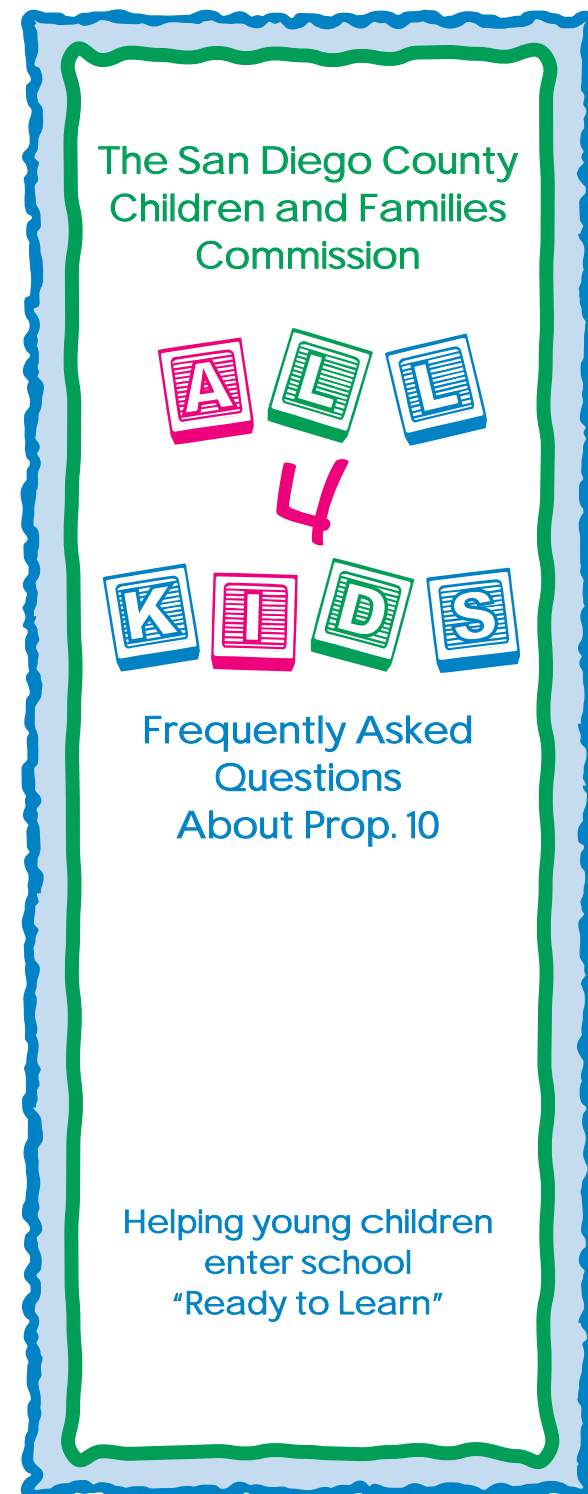 The San Diego County
Children and Families
Commission
ALL
4
KIDS
Frequently Asked
Questions
About Prop. 10
Helping young children
enter school
“Ready to Learn”